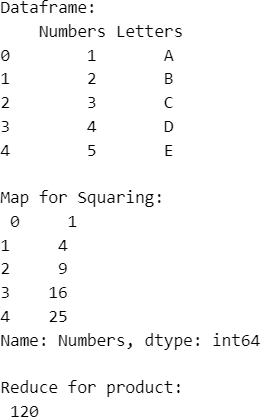 Dataframe:
   Numbers Letters
0        1       A
1        2       B
2        3       C
3        4       D
4        5       E

Map for Squaring:
 0     1
1     4
2     9
3    16
4    25
Name: Numbers, dtype: int64

Reduce for product:
 120